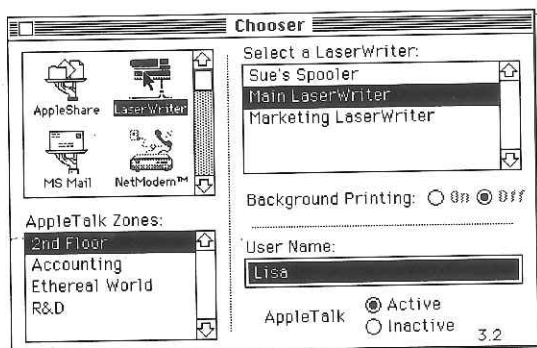 Chooser
AppleShare
LaserWriter
MS Mail
NetModem™
AppleTalk Zones:
2nd Floor
Accounting
Ethereal World
R&D
Select a LaserWriter:
Sue's Spooler
Main LaserWriter
Marketing LaserWriter
Background Printing: On Off
User Name:
Lisa
AppleTalk
Active
Inactive
3.2